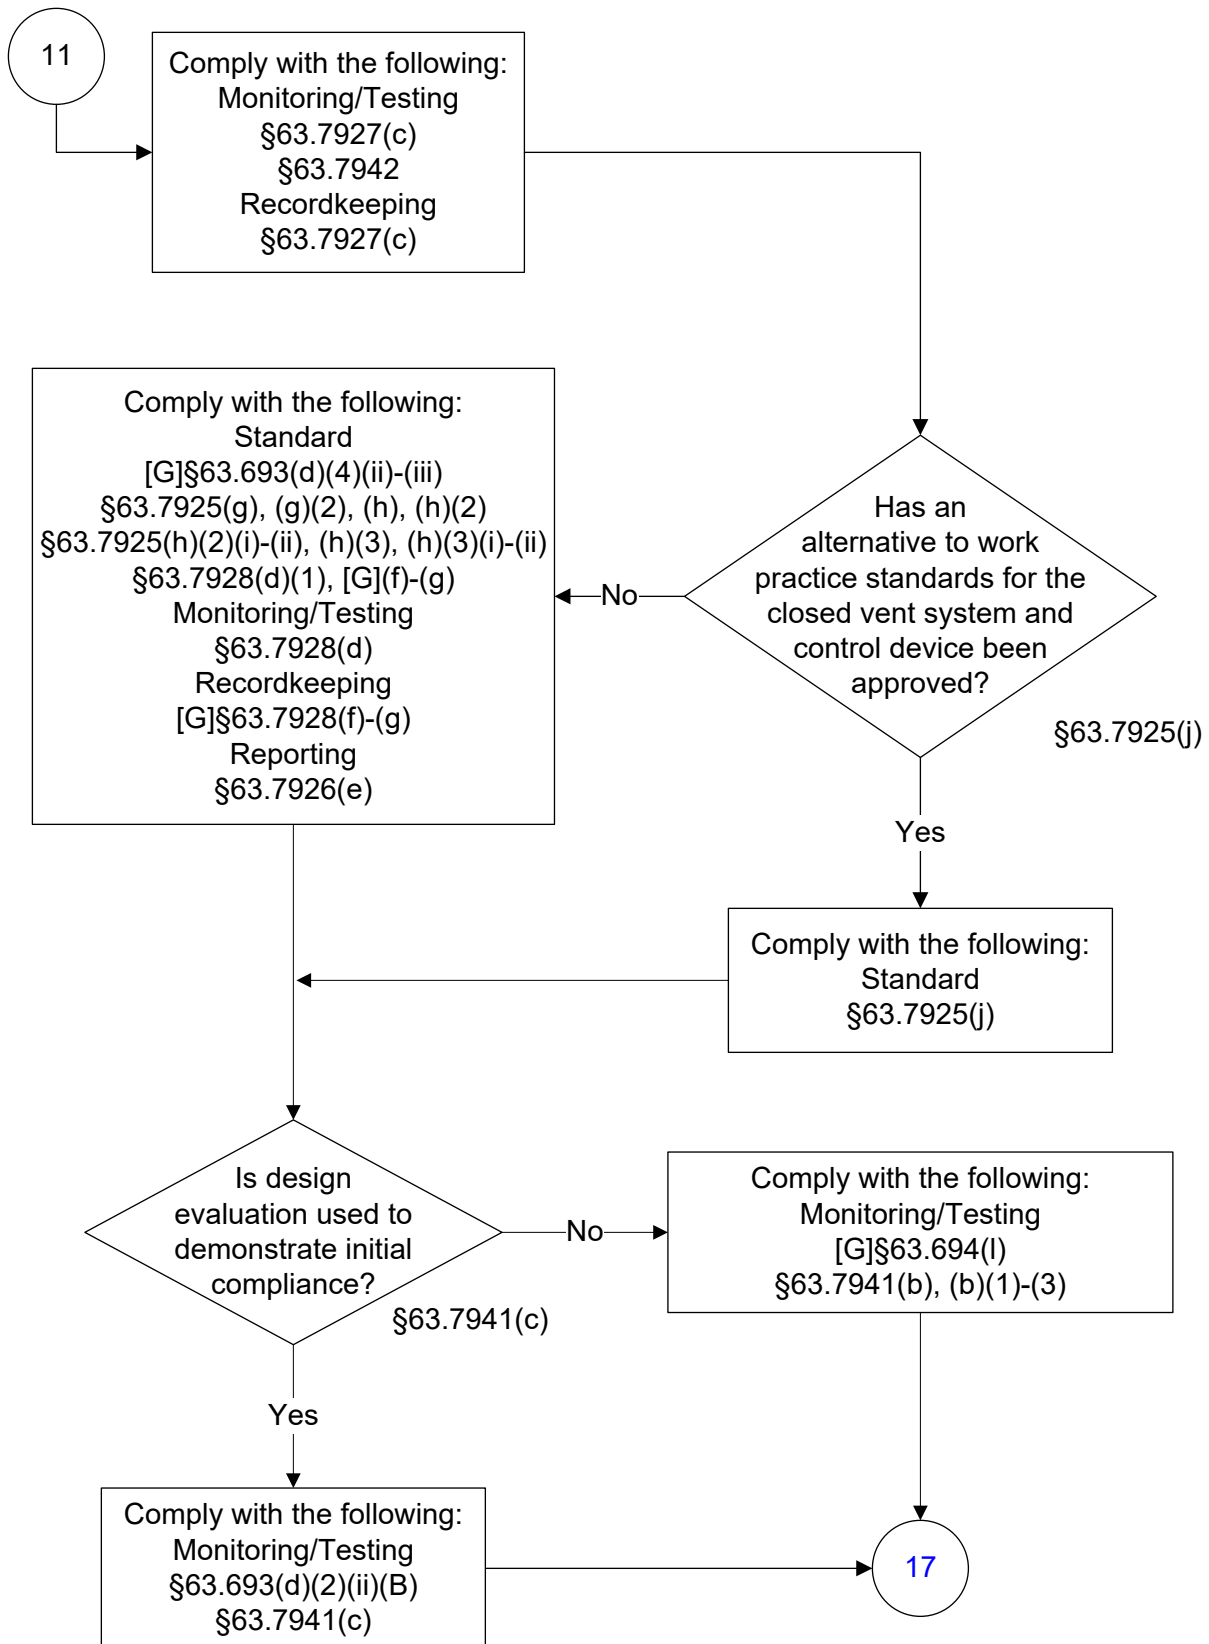 11
Comply with the following:
Monitoring/Testing
§63.7927(c)
§63.7942
Recordkeeping
§63.7927(c)
Comply with the following:
Standard
[G]§63.693(d)(4)(ii)-(iii)
§63.7925(g), (g)(2), (h), (h)(2)
§63.7925(h)(2)(i)-(ii), (h)(3), (h)(3)(i)-(ii)
§63.7928(d)(1), [G](f)-(g)
Monitoring/Testing
§63.7928(d)
Recordkeeping
[G]§63.7928(f)-(g)
Reporting
§63.7926(e)
No
Has an
alternative to work
practice standards for the
closed vent system and
control device been
approved?
§63.7925(j)
Yes
Comply with the following:
Standard
§63.7925(j)
Is design
evaluation used to
demonstrate initial
compliance?
§63.7941(c)
No
Comply with the following:
Monitoring/Testing
[G]§63.694(l)
§63.7941(b), (b)(1)-(3)
Yes
Comply with the following:
Monitoring/Testing
§63.693(d)(2)(ii)(B)
§63.7941(c)
17